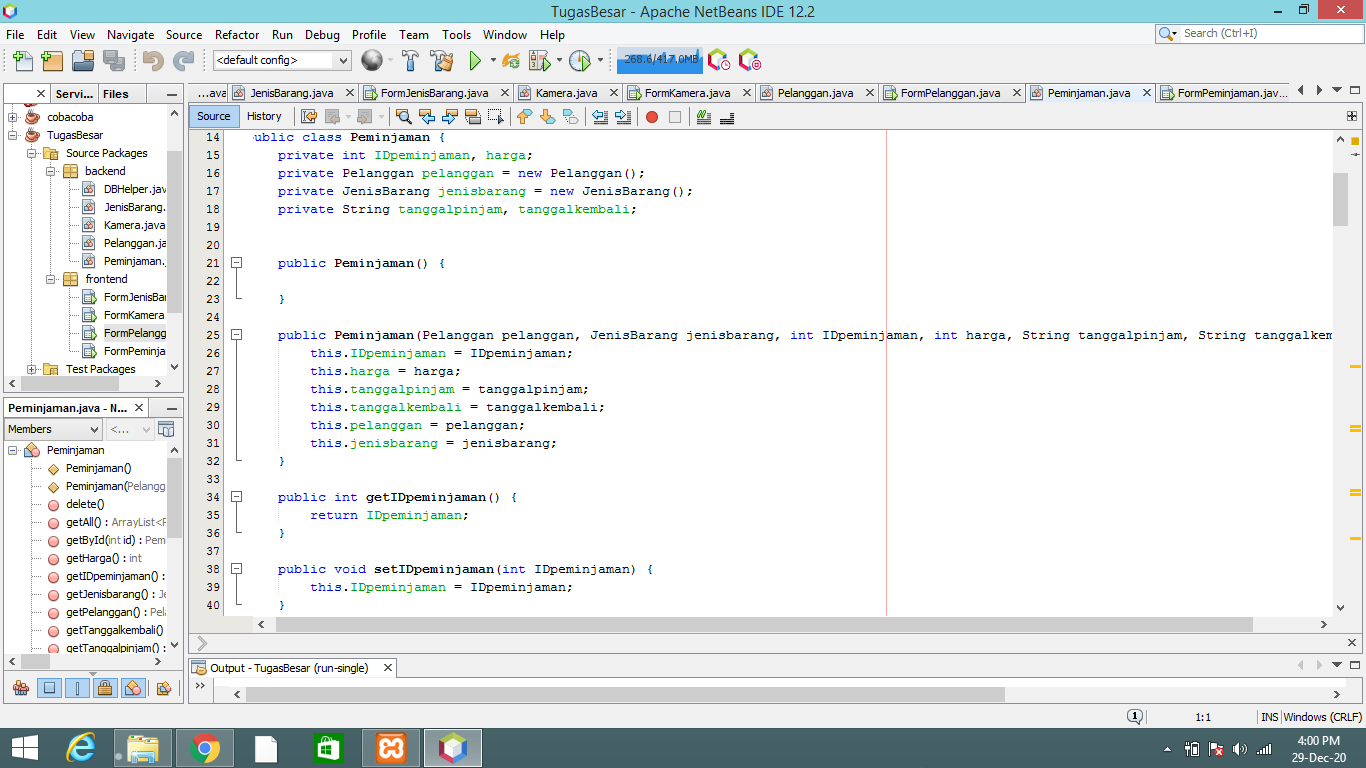 TugasBesar - Apache NetBeans IDE 12.2
File Edit View Navigate Source Refactor Run Debug Profile Team Tools Window Help
Search (Ctrl+I)
<default config>
268.6/417.0MB
Servi... Files
...ava JenisBarang.java FormJenisBarang.java Kamera.java FormKamera.java Pelanggan.java FormPelanggan.java Peminjaman.java FormPeminjaman.jav...
Source History
cobacoba
TugasBesar
Source Packages
backend
DBHelper.jav
JenisBarang.
Kamera.java
Pelanggan.ja
Peminjaman.
frontend
FormJenisBar
FormKamera.
FormPelangg
FormPeminja
Test Packages
14 ublic class Peminjaman {
15 private int IDpeminjaman, harga;
16 private Pelanggan pelanggan = new Pelanggan();
17 private JenisBarang jenisbarang = new JenisBarang();
18 private String tanggalpinjam, tanggalkembali;
19
20
21 public Peminjaman() {
22
23 }
24
25 public Peminjaman(Pelanggan pelanggan, JenisBarang jenisbarang, int IDpeminjaman, int harga, String tanggalpinjam, String tanggalkem
26 this.IDpeminjaman = IDpeminjaman;
27 this.harga = harga;
28 this.tanggalpinjam = tanggalpinjam;
29 this.tanggalkembali = tanggalkembali;
30 this.pelanggan = pelanggan;
31 this.jenisbarang = jenisbarang;
32 }
33
34 public int getIDpeminjaman() {
35 return IDpeminjaman;
36 }
37
38 public void setIDpeminjaman(int IDpeminjaman) {
39 this.IDpeminjaman = IDpeminjaman;
40 }
Peminjaman.java - N...
Members <...
Peminjaman
Peminjaman()
Peminjaman(Pelangg
delete()
getAll() : ArrayList<P
getById(int id) : Pem
getHarga() : int
getIDpeminjaman() :
getJenisbarang() : Je
getPelanggan() : Pel
getTanggalkembali()
getTanggalpinjam() :
Output - TugasBesar (run-single)
1 1:1 INS Windows (CRLF)
4:00 PM
29-Dec-20